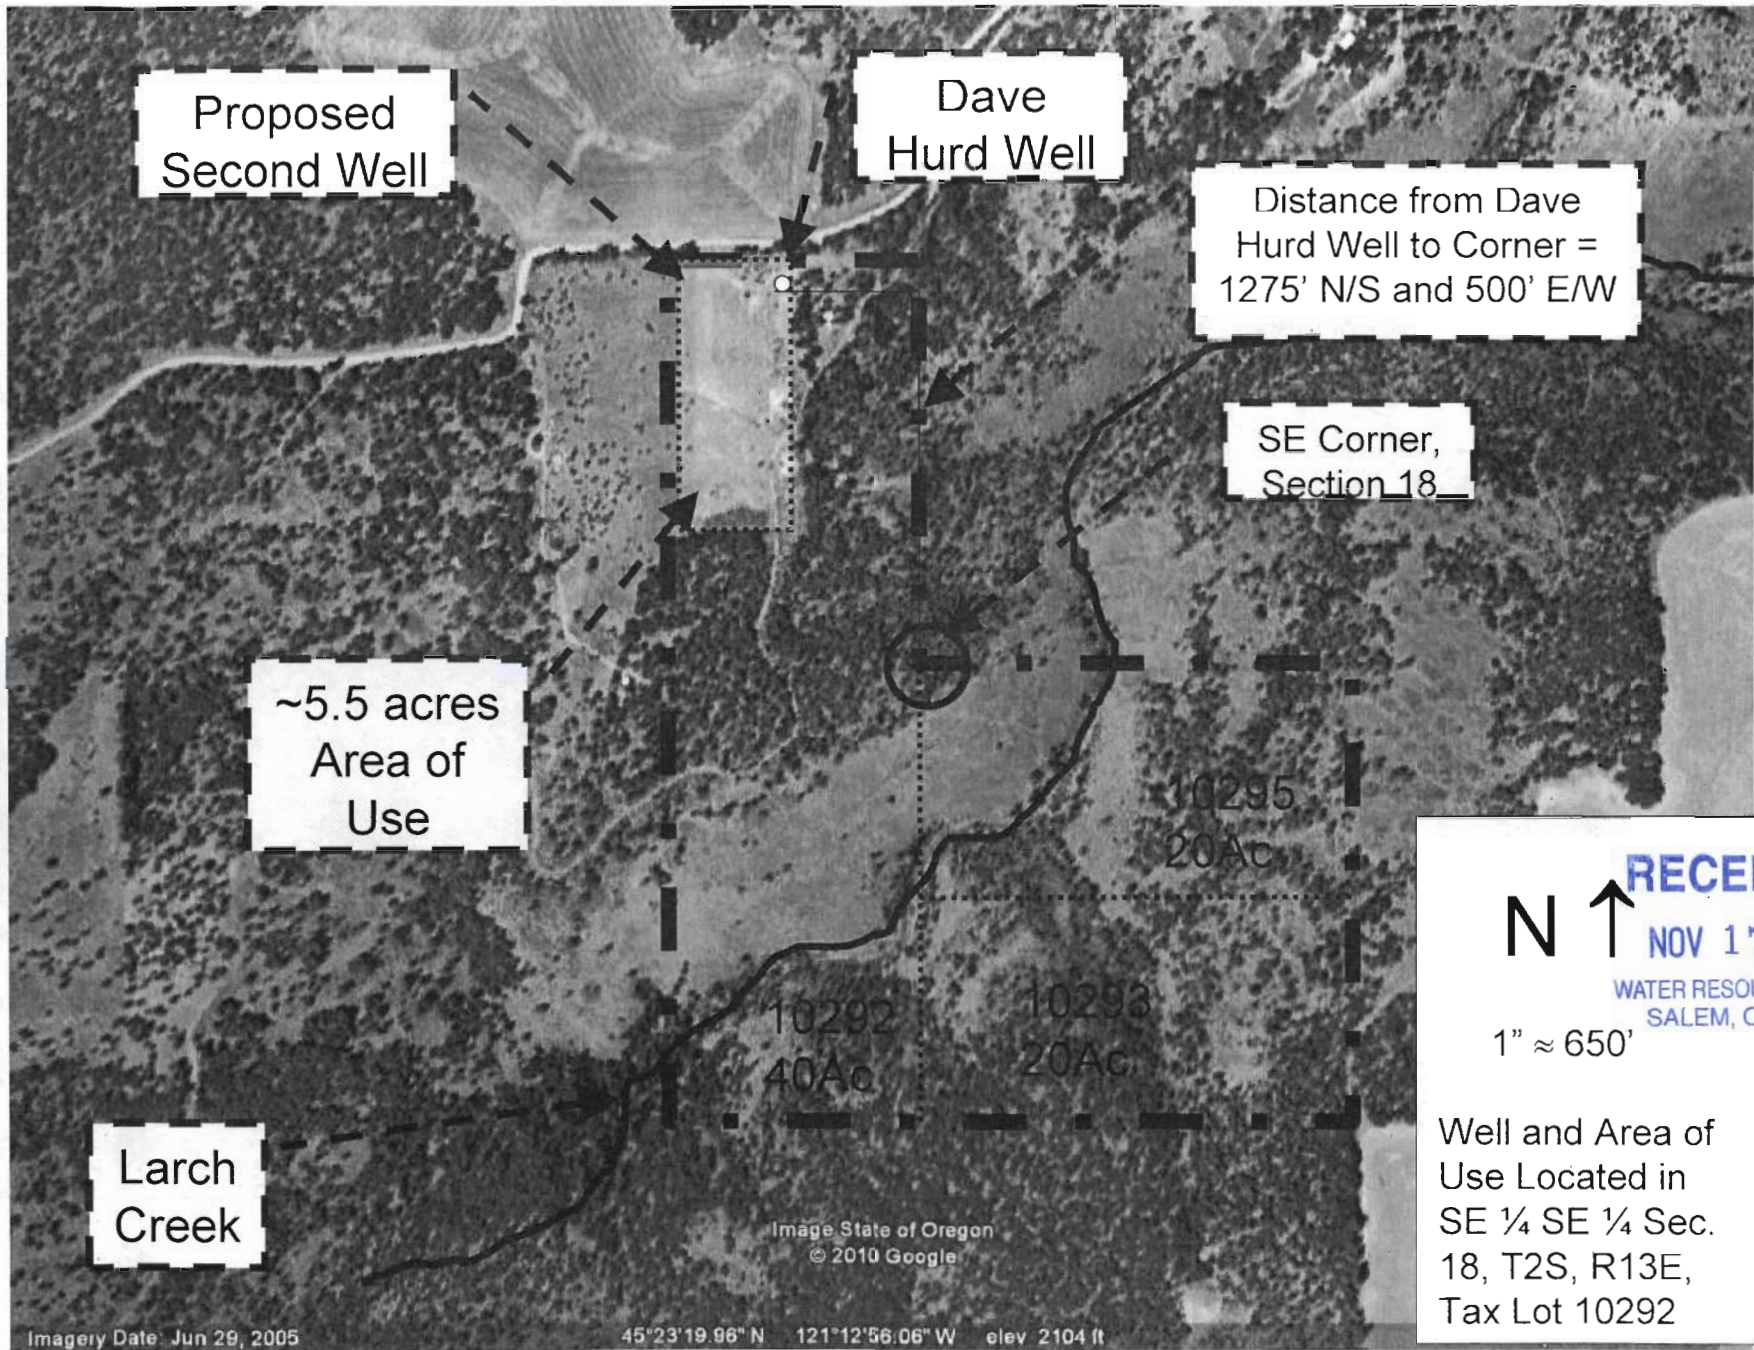 Proposed
Second Well
Dave
Hurd Well
Distance from Dave
Hurd Well to Corner =
1275' N/S and 500' E/W
SE Corner,
Section 18
~5.5 acres
Area of
Use
10295
20Ac
10292
40Ac
10293
20Ac
Larch
Creek
N
NOV 1
WATER
SALEM,
1" ≈ 650'
Well and Area of
Use Located in
SE ¼ SE ¼ Sec.
18, T2S, R13E,
Tax Lot 10292
Image State of Oregon
© 2010 Google
Imagery Date: Jun 29, 2005
45°23'19.96" N 121°12'56.06" W elev 2104 ft